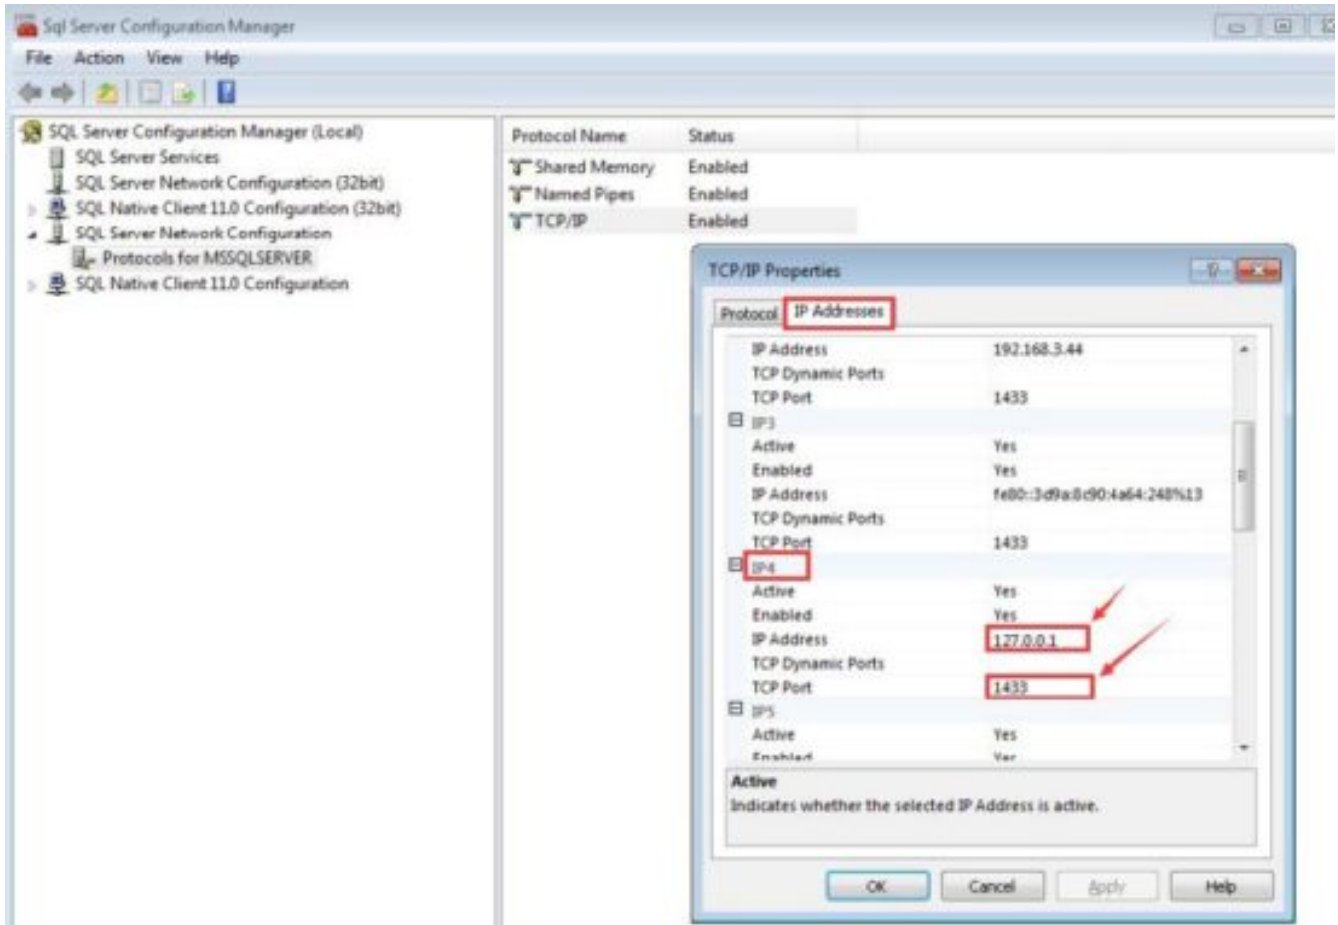 Sql Server Configuration Manager
File Action View Help
SQL Server Configuration Manager (Local)
SQL Server Services
SQL Server Network Configuration (32bit)
SQL Native Client 11.0 Configuration (32bit)
SQL Server Network Configuration
Protocols for MSSQLSERVER
SQL Native Client 11.0 Configuration
Protocol Name Status
Shared Memory Enabled
Named Pipes Enabled
TCP/IP Enabled
TCP/IP Properties
Protocol IP Addresses
IP Address 192.168.3.44
TCP Dynamic Ports
TCP Port 1433
IP3
Active Yes
Enabled Yes
IP Address fe80::3d9a:8c90:4a64:248%13
TCP Dynamic Ports
TCP Port 1433
IP4
Active Yes
Enabled Yes
IP Address 127.0.0.1
TCP Dynamic Ports
TCP Port 1433
IP5
Active Yes
Enabled Yes
Active
Indicates whether the selected IP Address is active.
OK Cancel Apply Help